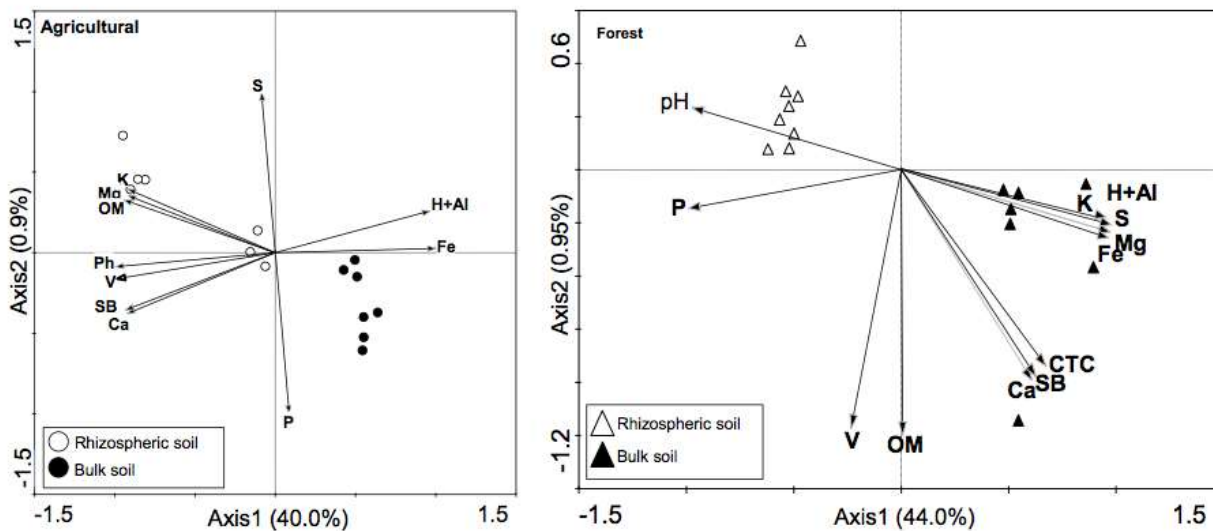 Agricultural
1.5
Axis2 (0.9%)
-1.5
S
K
Mg
OM
H+Al
Fe
Ph
V
SB
Ca
P
Rhizospheric soil
Bulk soil
-1.5
Axis1 (40.0%)
1.5
Forest
0.6
Axis2 (0.95%)
-1.2
pH
P
K
H+Al
S
Mg
Fe
CTC
SB
Ca
V
OM
Rhizospheric soil
Bulk soil
-1.5
Axis1 (44.0%)
1.5